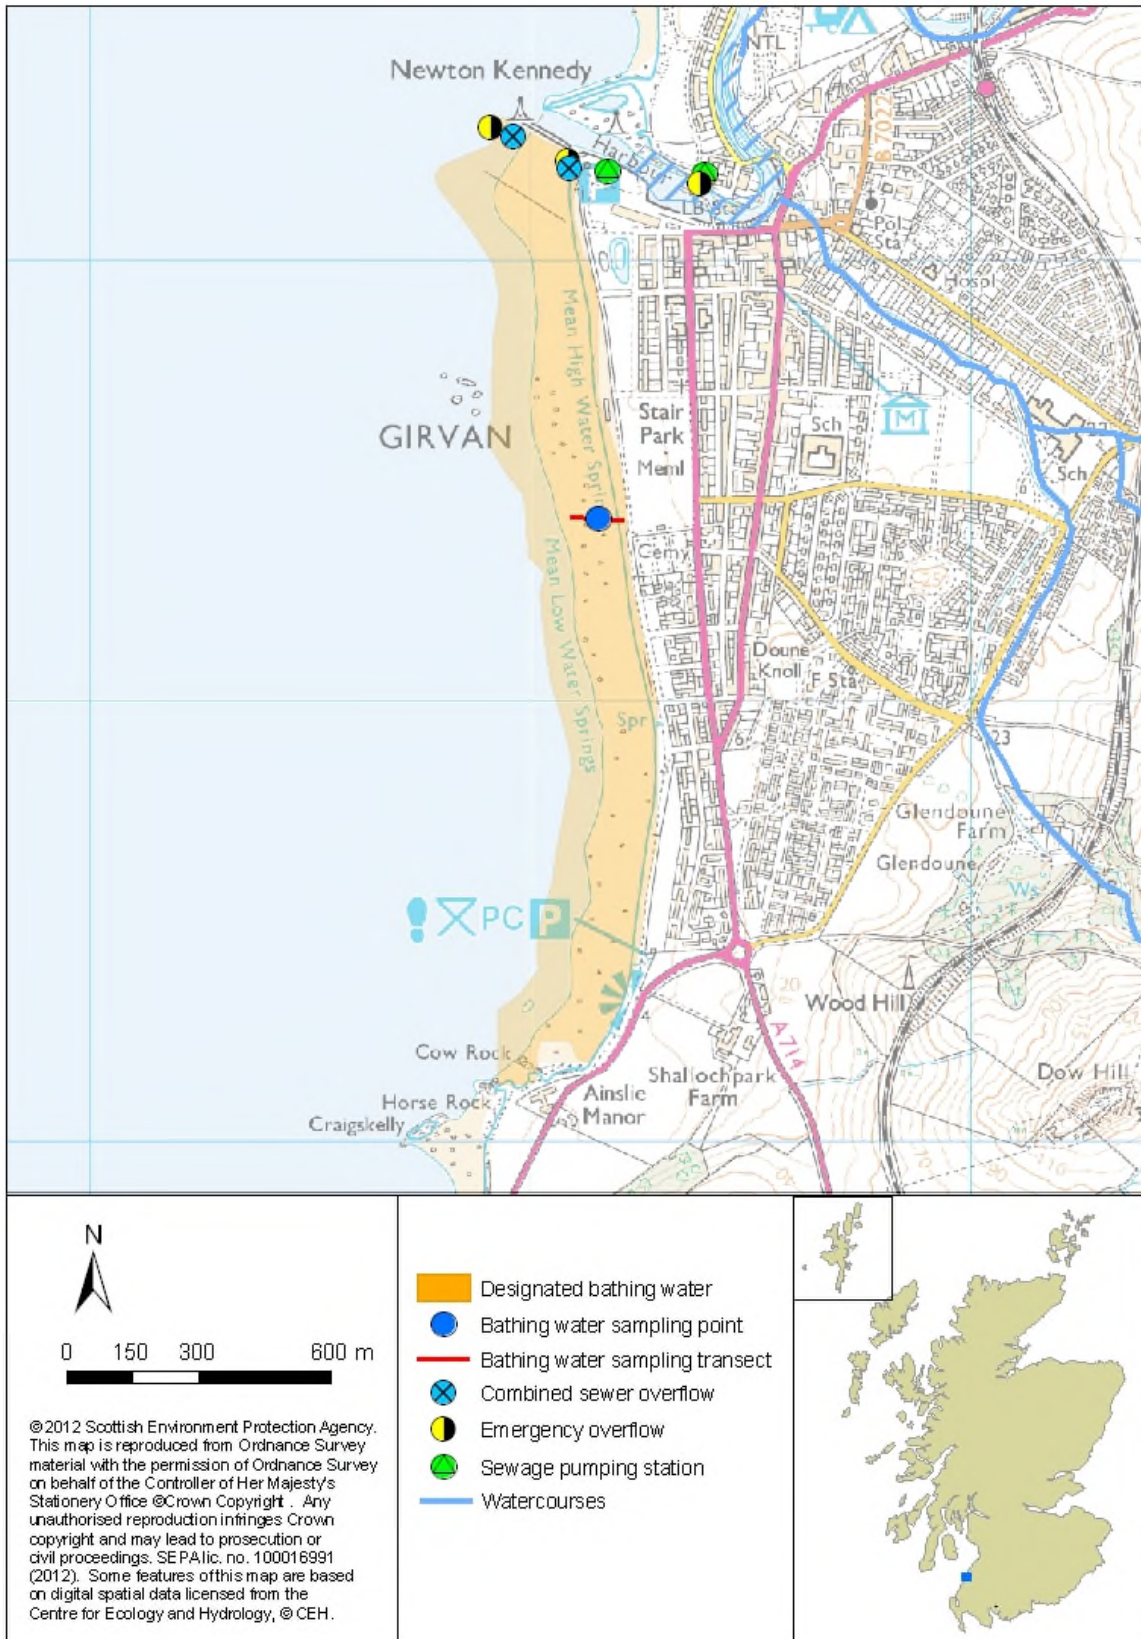 NTL
Newton Kennedy
B 7022
Harbour
LB Sta
Pol
Sta
Hospl
Mean High Water Springs
GIRVAN
Stair
Park
Meml
Sch
M
Sch
Cemy
25
Mean Low Water Springs
Doune
Knoll
F Sta
Spr
6
23
Glendoune
Farm
Glendoune
Ws
PC P
20
Wood Hill
4
A714
Cow Rock
Shallochpark
Farm
Dow Hill
Horse Rock
Ainslie
Manor
Craigskelly
N
0 150 300 600 m
©2012 Scottish Environment Protection Agency.
This map is reproduced from Ordnance Survey
material with the permission of Ordnance Survey
on behalf of the Controller of Her Majesty's
Stationery Office ©Crown Copyright . Any
unauthorised reproduction infringes Crown
copyright and may lead to prosecution or
civil proceedings. SEPA lic. no. 100016991
(2012). Some features of this map are based
on digital spatial data licensed from the
Centre for Ecology and Hydrology, © CEH.
Designated bathing water
Bathing water sampling point
Bathing water sampling transect
Combined sewer overflow
Emergency overflow
Sewage pumping station
Watercourses